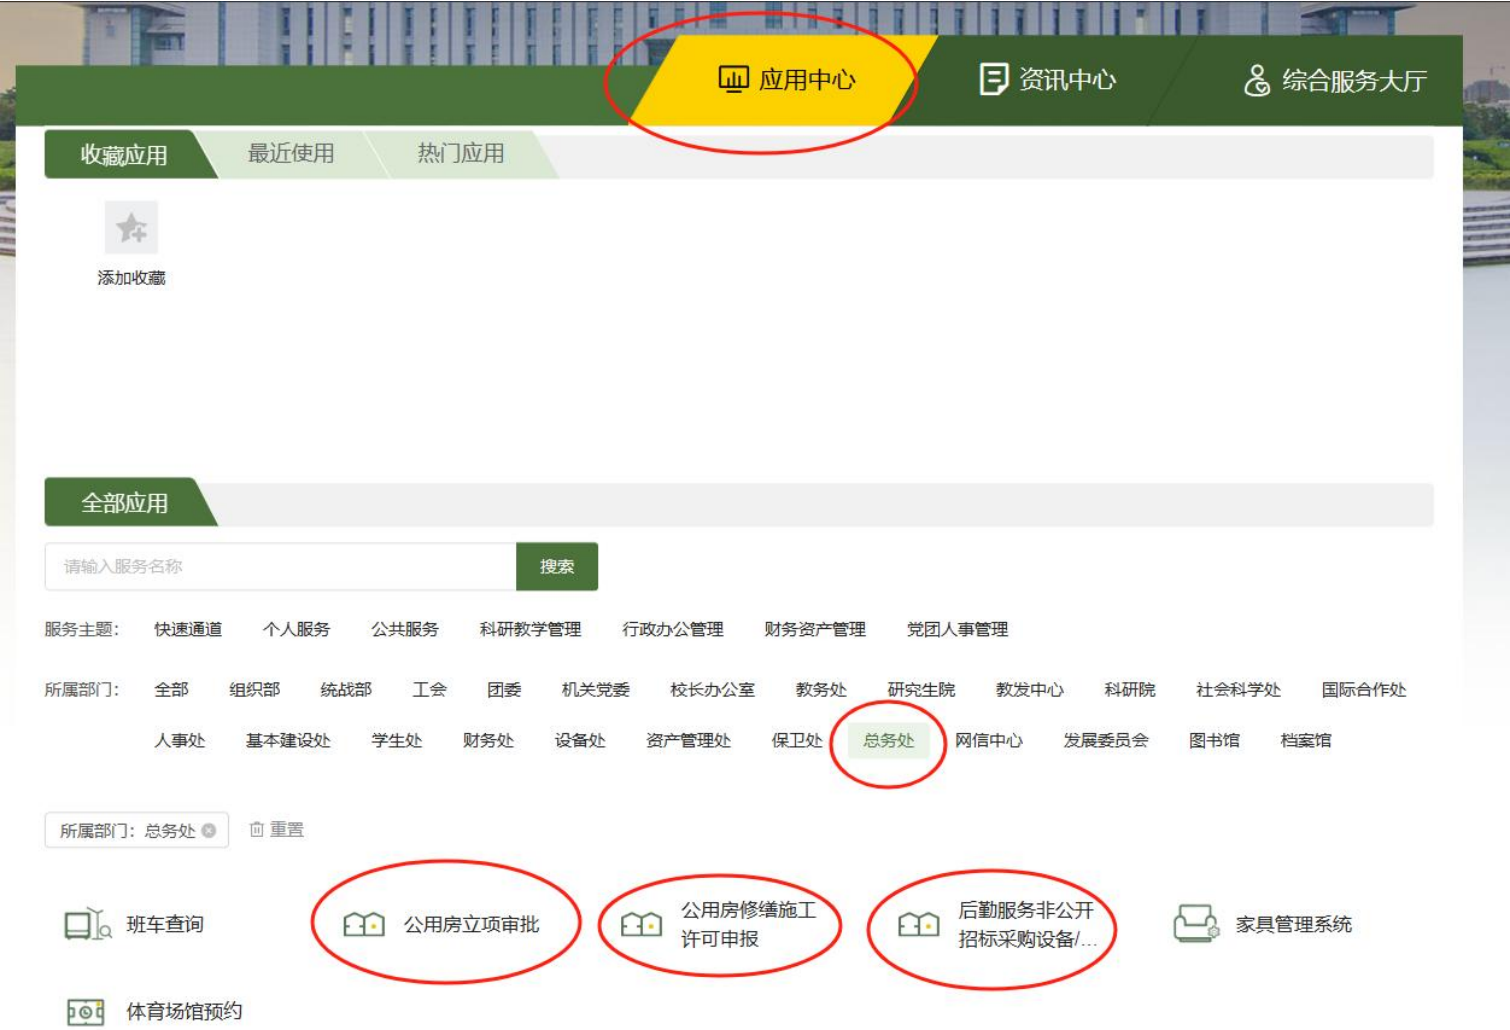 应用中心 资讯中心 综合服务大厅
收藏应用 最近使用 热门应用
添加收藏
全部应用
请输入服务名称 搜索
服务主题： 快速通道 个人服务 公共服务 科研教学管理 行政办公管理 财务资产管理 党团人事管理
所属部门： 全部 组织部 统战部 工会 团委 机关党委 校长办公室 教务处 研究生院 教发中心 科研院 社会科学处 国际合作处
人事处 基本建设处 学生处 财务处 设备处 资产管理处 保卫处 总务处 网信中心 发展委员会 图书馆 档案馆
所属部门：总务处 重置
班车查询
公用房立项审批
公用房修缮施工
许可申报
后勤服务非公开
招标采购设备/...
家具管理系统
体育场馆预约